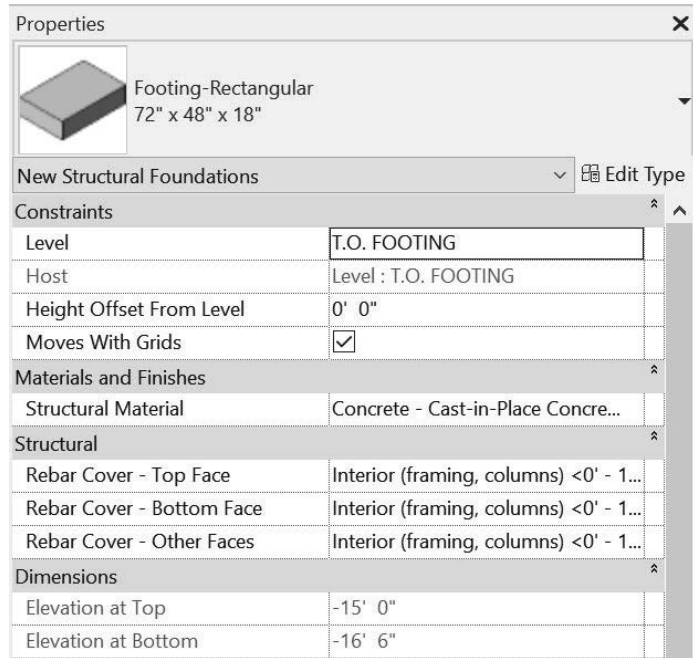 Properties
Footing-Rectangular
72" x 48" x 18"
New Structural Foundations
Edit Type
Constraints
Level T.O. FOOTING
Host Level : T.O. FOOTING
Height Offset From Level 0' 0"
Moves With Grids
Materials and Finishes
Structural Material Concrete - Cast-in-Place Concre...
Structural
Rebar Cover - Top Face Interior (framing, columns) <0' - 1...
Rebar Cover - Bottom Face Interior (framing, columns) <0' - 1...
Rebar Cover - Other Faces Interior (framing, columns) <0' - 1...
Dimensions
Elevation at Top -15' 0"
Elevation at Bottom -16' 6"